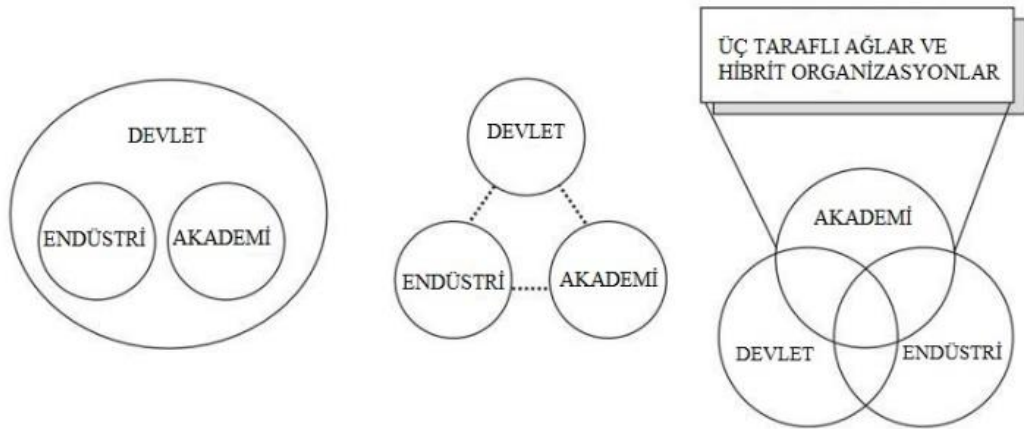 DEVLET
ENDÜSTRİ
AKADEMİ
DEVLET
ENDÜSTRİ
AKADEMİ
ÜÇ TARAFLI AĞLAR VE
HİBRİT ORGANİZASYONLAR
AKADEMİ
DEVLET
ENDÜSTRİ